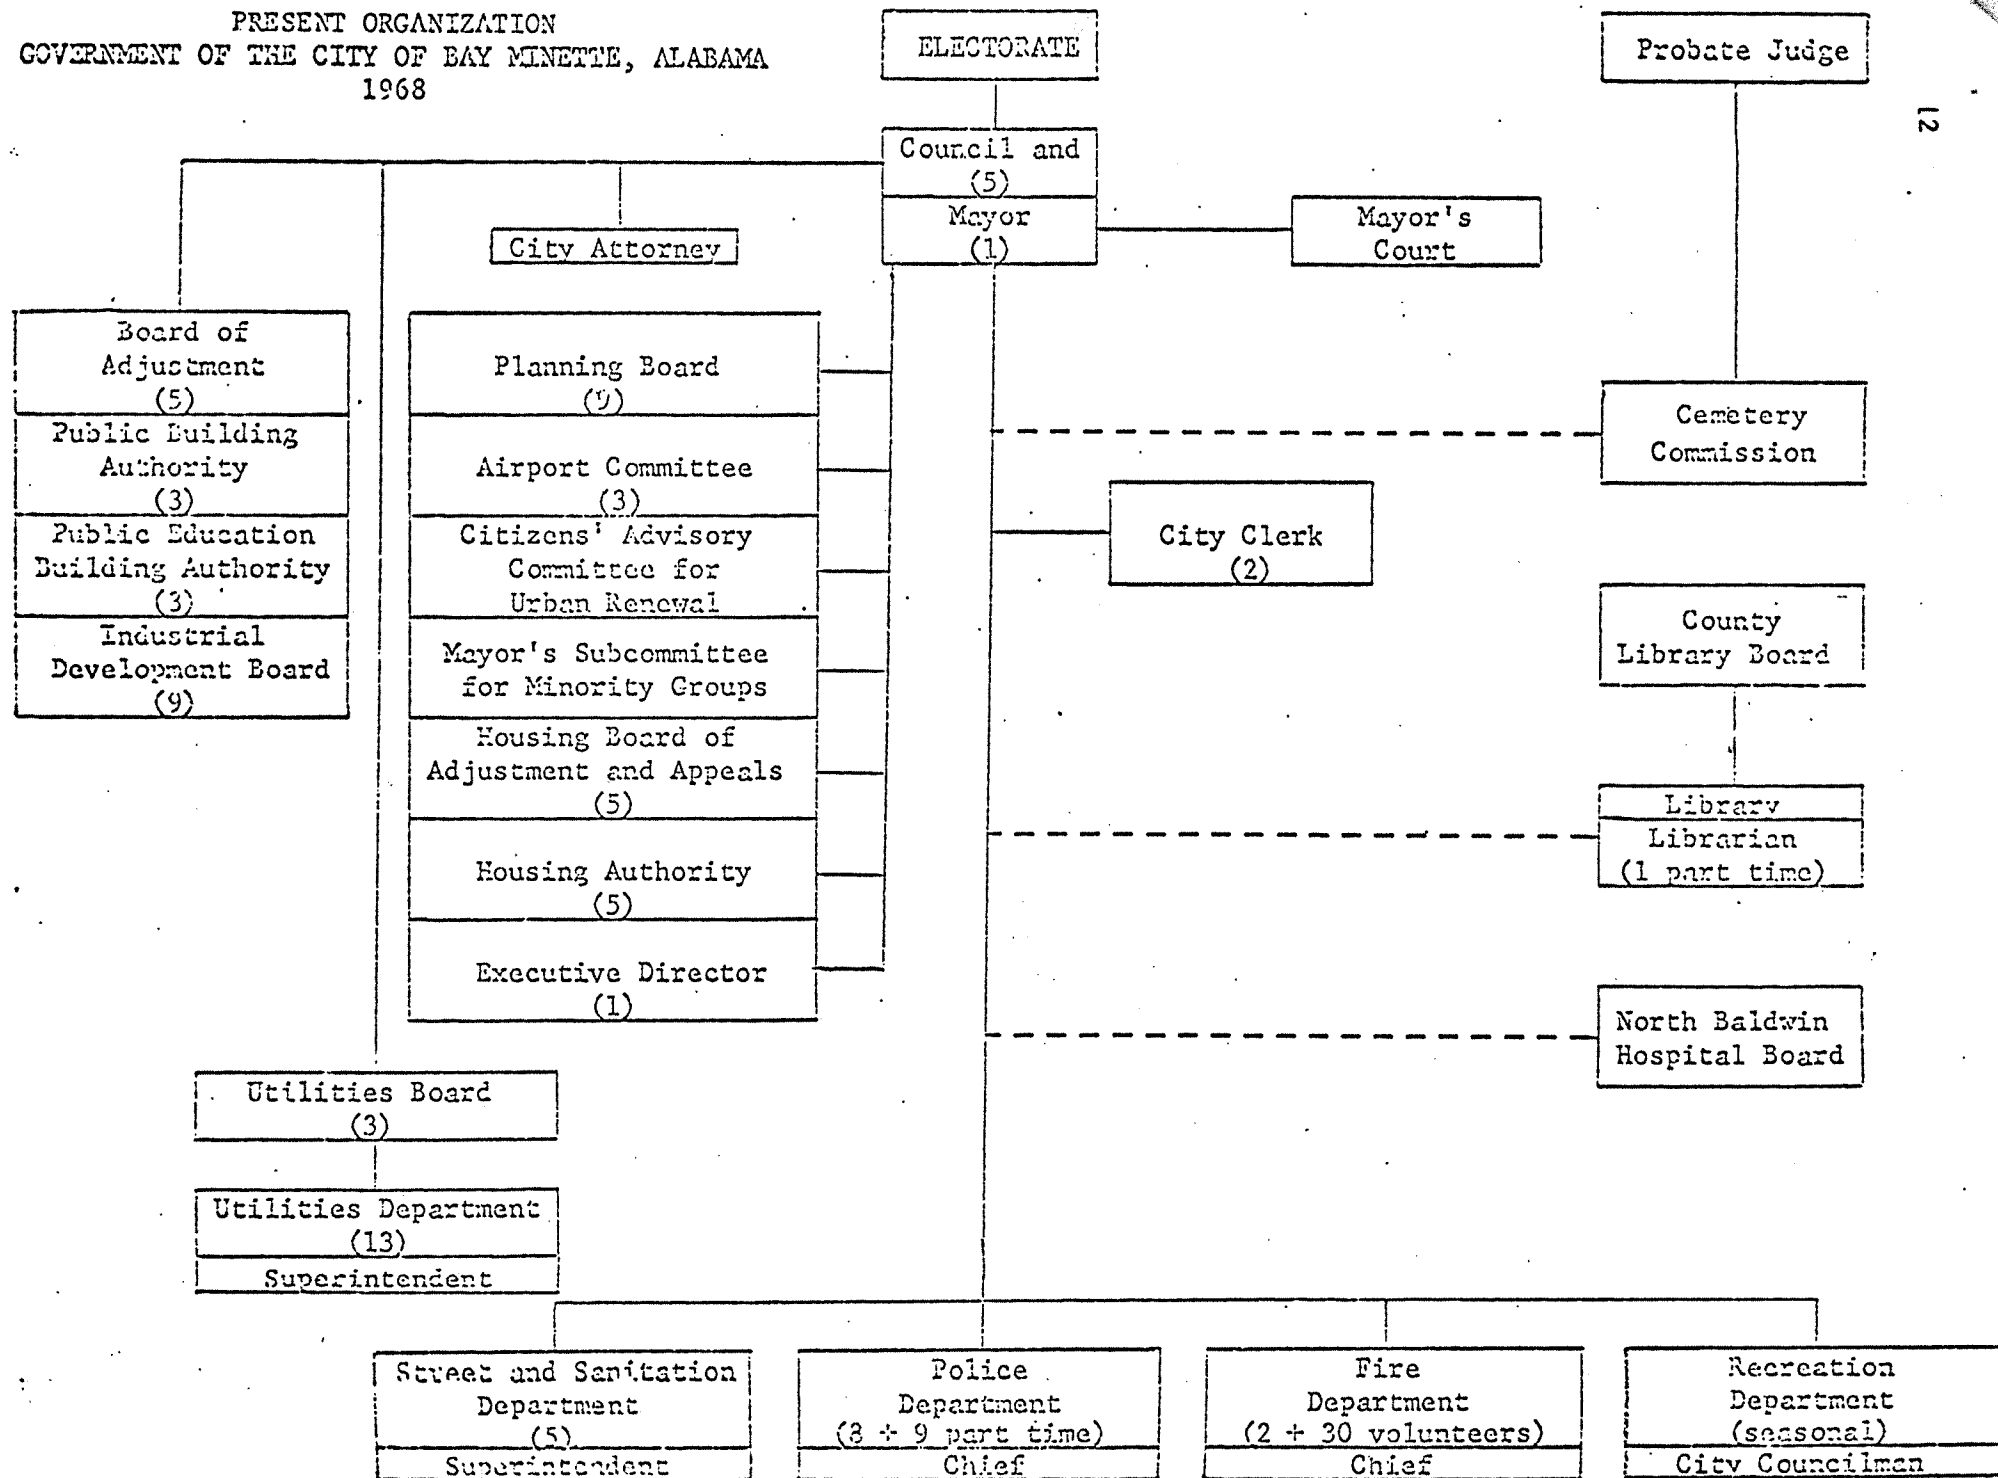 PRESENT ORGANIZATION
GOVERNMENT OF THE CITY OF BAY MINETTE, ALABAMA
1968
ELECTORATE
Probate Judge
12
Council and
(5)
Mayor
(1)
Mayor's
Court
City Attorney
Board of
Adjustment
(5)
Public Building
Authority
(3)
Public Education
Building Authority
(3)
Industrial
Development Board
(9)
Planning Board
(9)
Airport Committee
(3)
Citizens' Advisory
Committee for
Urban Renewal
Mayor's Subcommittee
for Minority Groups
Housing Board of
Adjustment and Appeals
(5)
Housing Authority
(5)
Executive Director
(1)
Cemetery
Commission
City Clerk
(2)
County
Library Board
Library
Librarian
(1 part time)
North Baldwin
Hospital Board
Utilities Board
(3)
Utilities Department
(13)
Superintendent
Street and Sanitation
Department
(5)
Superintendent
Police
Department
(8 + 9 part time)
Chief
Fire
Department
(2 + 30 volunteers)
Chief
Recreation
Department
(seasonal)
City Councilman